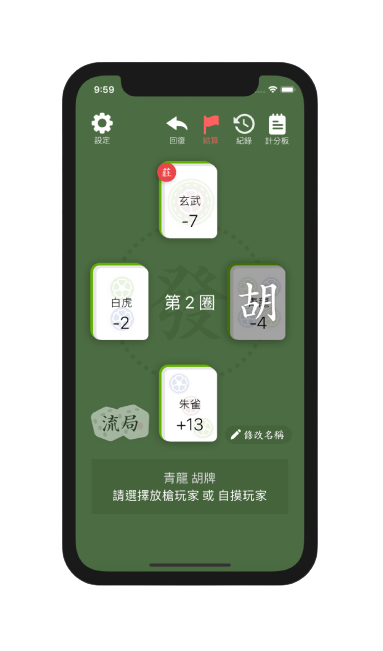 9:59
設定
回復
結算
紀錄
計分板
莊
玄武
-7
白虎
-2
第 2 圈
發
胡
-4
朱雀
+13
流局
修改名稱
青龍 胡牌
請選擇放槍玩家 或 自摸玩家